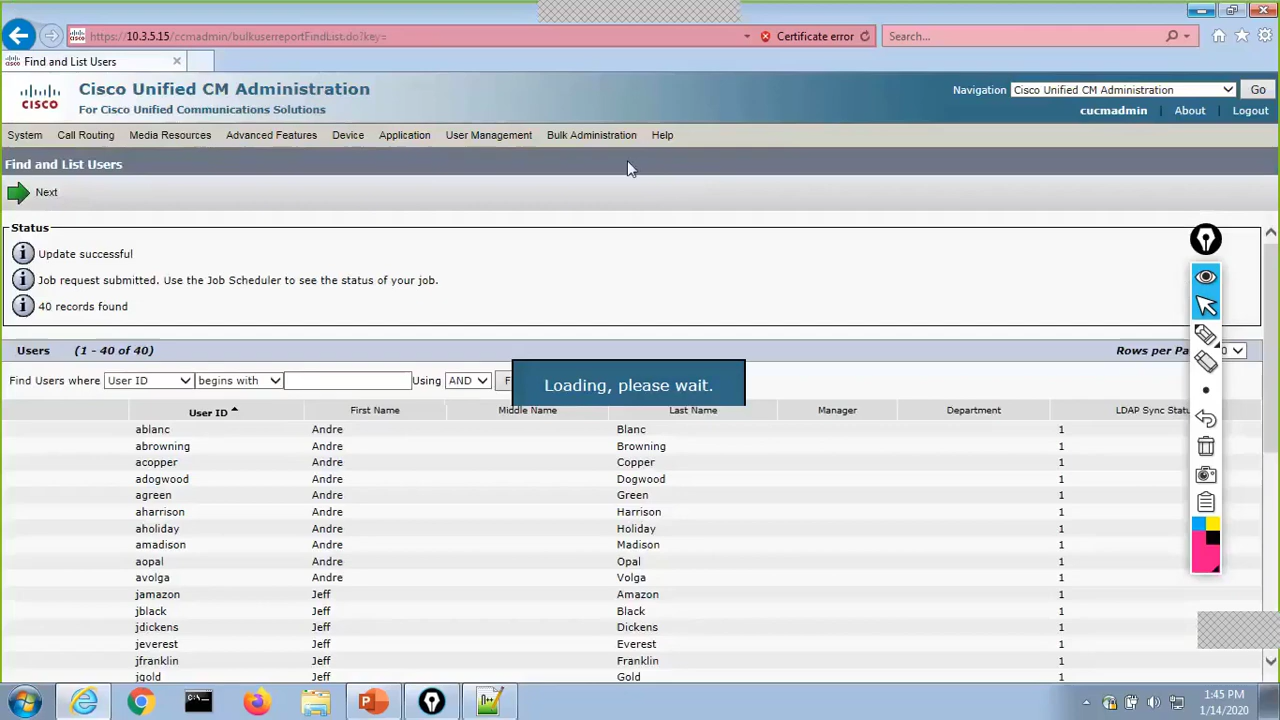 https://10.3.5.15/ccmadmin/bulkuserreportFindList.do?key=
Certificate error
Search...
Find and List Users
Cisco Unified CM Administration
For Cisco Unified Communications Solutions
CISCO
Navigation Cisco Unified CM Administration Go
cucmadmin About Logout
System Call Routing Media Resources Advanced Features Device Application User Management Bulk Administration Help
Find and List Users
Next
Status
Update successful
Job request submitted. Use the Job Scheduler to see the status of your job.
40 records found
Users (1 - 40 of 40) Rows per Pa 0
Find Users where User ID begins with Using AND F
Loading, please wait.
User ID First Name Middle Name Last Name Manager Department LDAP Sync Statu
ablanc Andre Blanc 1
abrowning Andre Browning 1
acopper Andre Copper 1
adogwood Andre Dogwood 1
agreen Andre Green 1
aharrison Andre Harrison 1
aholiday Andre Holiday 1
amadison Andre Madison 1
aopal Andre Opal 1
avolga Andre Volga 1
jamazon Jeff Amazon 1
jblack Jeff Black 1
jdickens Jeff Dickens 1
jeverest Jeff Everest 1
jfranklin Jeff Franklin 1
jgold Jeff Gold 1
1:45 PM
1/14/2020